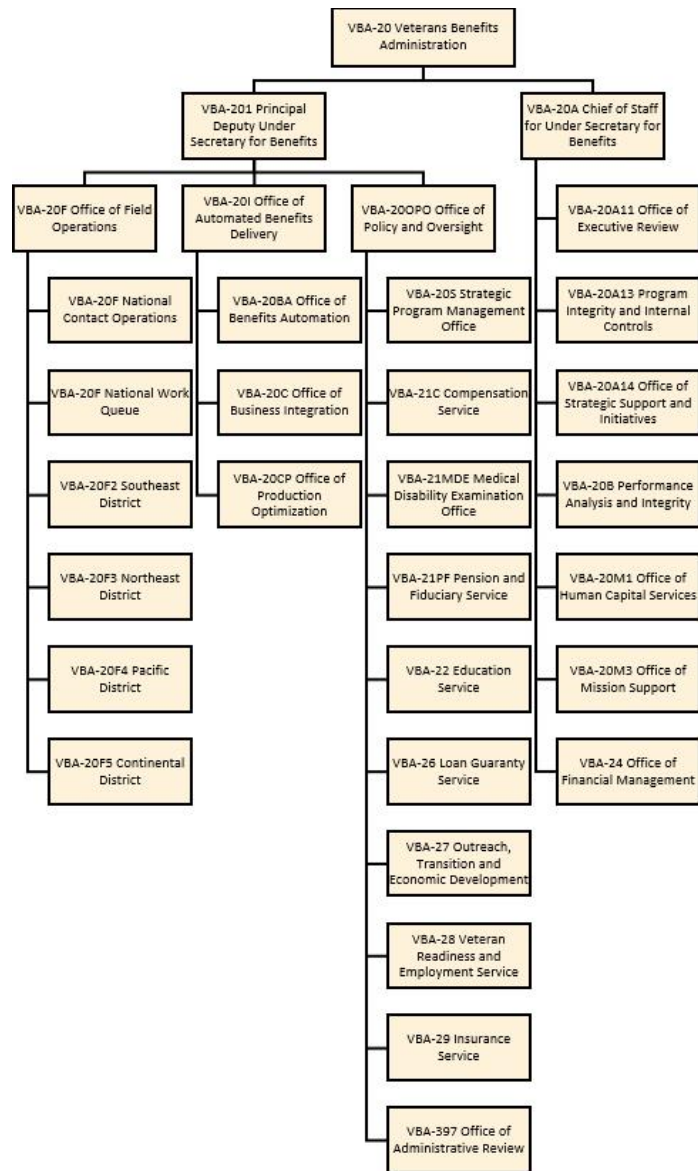 VBA-20 Veterans Benefits
Administration
VBA-201 Principal
Deputy Under
Secretary for Benefits
VBA-20A Chief of Staff
for Under Secretary for
Benefits
VBA-20F Office of Field
Operations
VBA-20I Office of
Automated Benefits
Delivery
VBA-20OPO Office of
Policy and Oversight
VBA-20F National
Contact Operations
VBA-20F National Work
Queue
VBA-20F2 Southeast
District
VBA-20F3 Northeast
District
VBA-20F4 Pacific
District
VBA-20F5 Continental
District
VBA-20BA Office of
Benefits Automation
VBA-20C Office of
Business Integration
VBA-20CP Office of
Production
Optimization
VBA-20S Strategic
Program Management
Office
VBA-21C Compensation
Service
VBA-21MDE Medical
Disability Examination
Office
VBA-21PF Pension and
Fiduciary Service
VBA-22 Education
Service
VBA-26 Loan Guaranty
Service
VBA-27 Outreach,
Transition and
Economic Development
VBA-28 Veteran
Readiness and
Employment Service
VBA-29 Insurance
Service
VBA-397 Office of
Administrative Review
VBA-20A11 Office of
Executive Review
VBA-20A13 Program
Integrity and Internal
Controls
VBA-20A14 Office of
Strategic Support and
Initiatives
VBA-20B Performance
Analysis and Integrity
VBA-20M1 Office of
Human Capital Services
VBA-20M3 Office of
Mission Support
VBA-24 Office of
Financial Management